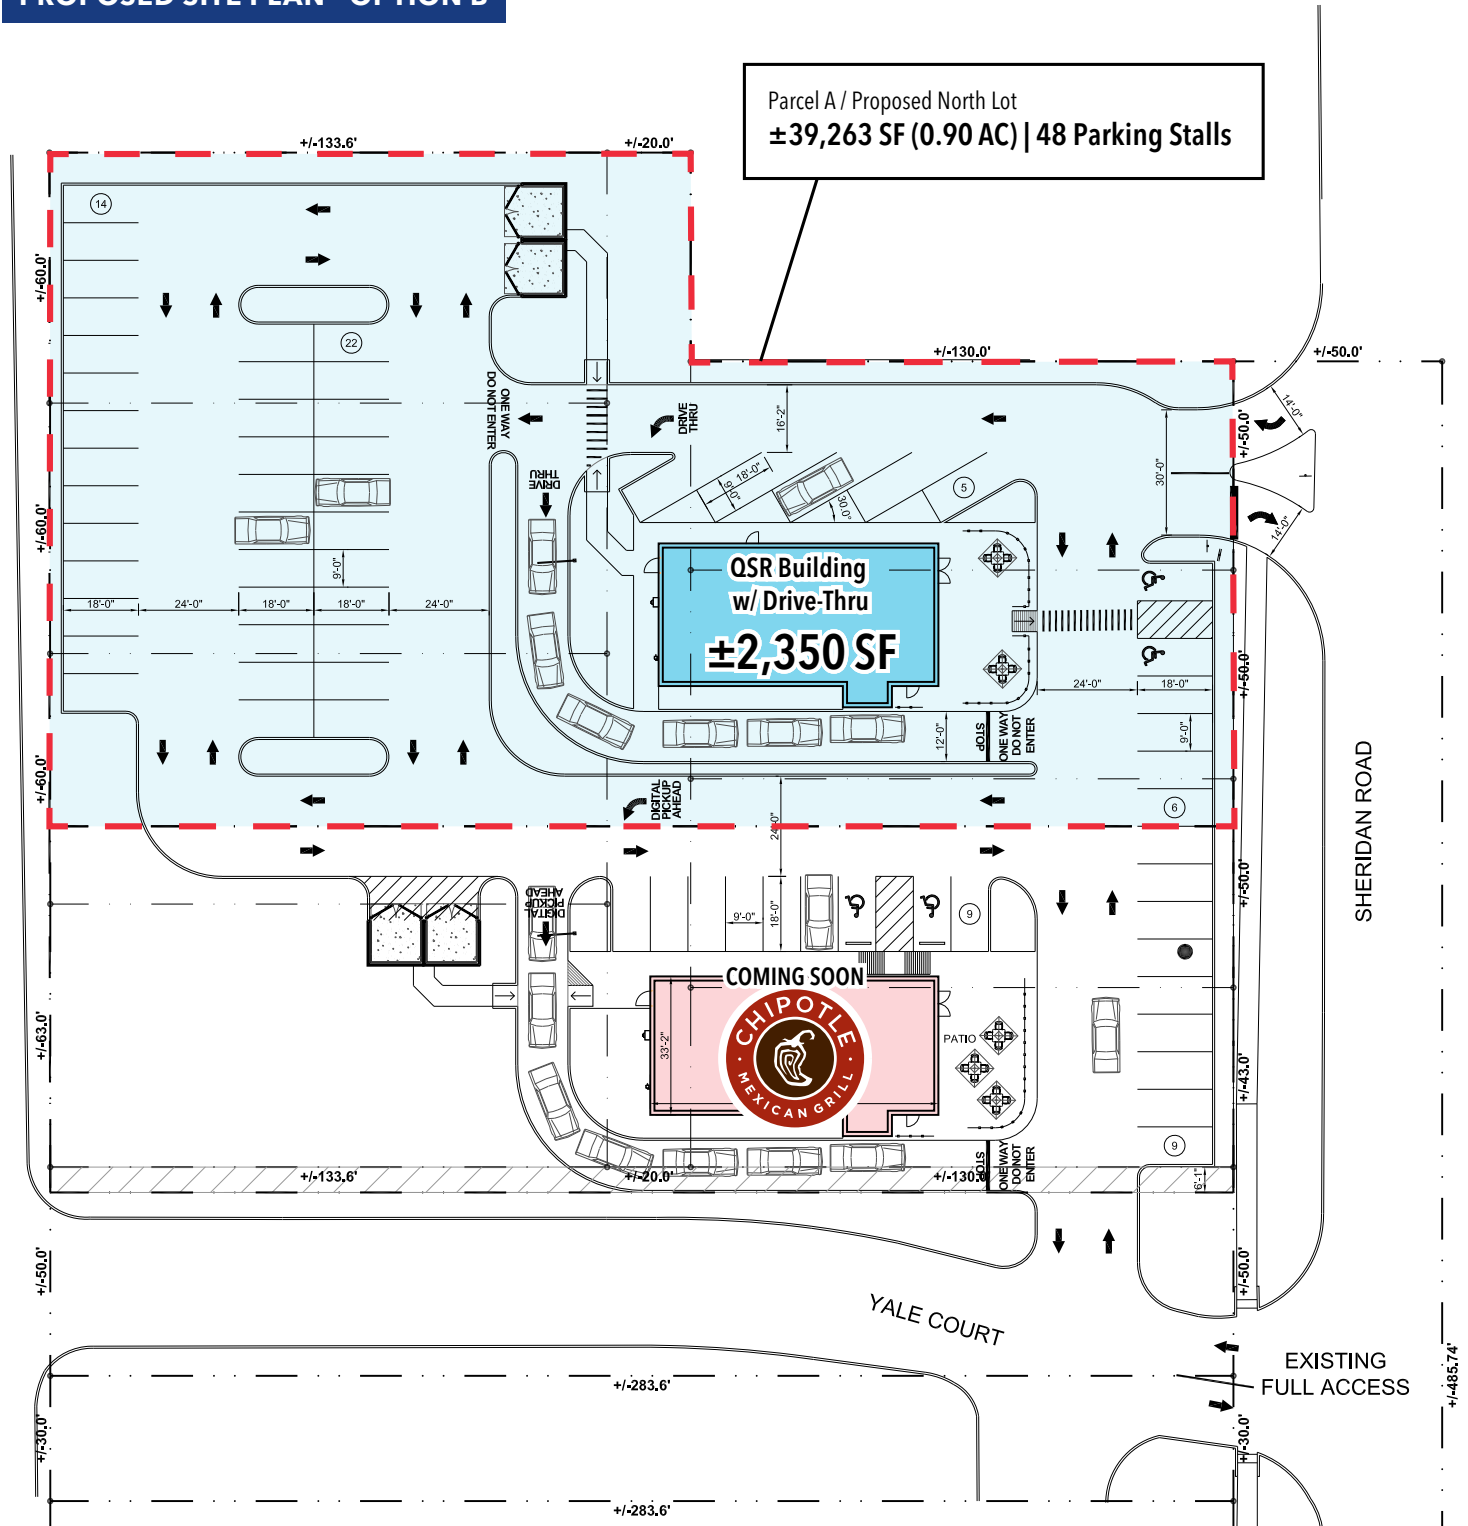 PROPOSED SITE PLAN - OPTION B
Parcel A / Proposed North Lot
±39,263 SF (0.90 AC) | 48 Parking Stalls
+/-133.6'
+/-20.0'
14
+/-60.0'
22
+/-130.0'
+/-50.0'
ONE WAY
DO NOT ENTER
DRIVE
THRU
16'-2"
14'-0"
+/-50.0'
DRIVE
THRU
18'-0"
9'-0"
30.0°
5
30'-0"
14'-0"
+/-60.0'
9'-0"
QSR Building
w/ Drive-Thru
±2,350 SF
18'-0"
24'-0"
18'-0"
18'-0"
24'-0"
24'-0"
18'-0"
+/-50.0'
12'-0"
STOP
ONE WAY
DO NOT
ENTER
9'-0"
+/-60.0'
DIGITAL
PICKUP
AHEAD
6
24'-0"
SHERIDAN ROAD
DIGITAL
PICKUP
AHEAD
9'-0"
18'-0"
9
+/-50.0'
COMING SOON
CHIPOTLE
MEXICAN GRILL
33'-2"
PATIO
+/-63.0'
+/-43.0'
9
STOP
ONE WAY
DO NOT
ENTER
+/-133.6'
+/-20.0'
+/-130.0'
6'-1"
+/-50.0'
+/-50.0'
YALE COURT
EXISTING
FULL ACCESS
+/-283.6'
+/-485.74'
+/-30.0'
+/-30.0'
+/-283.6'